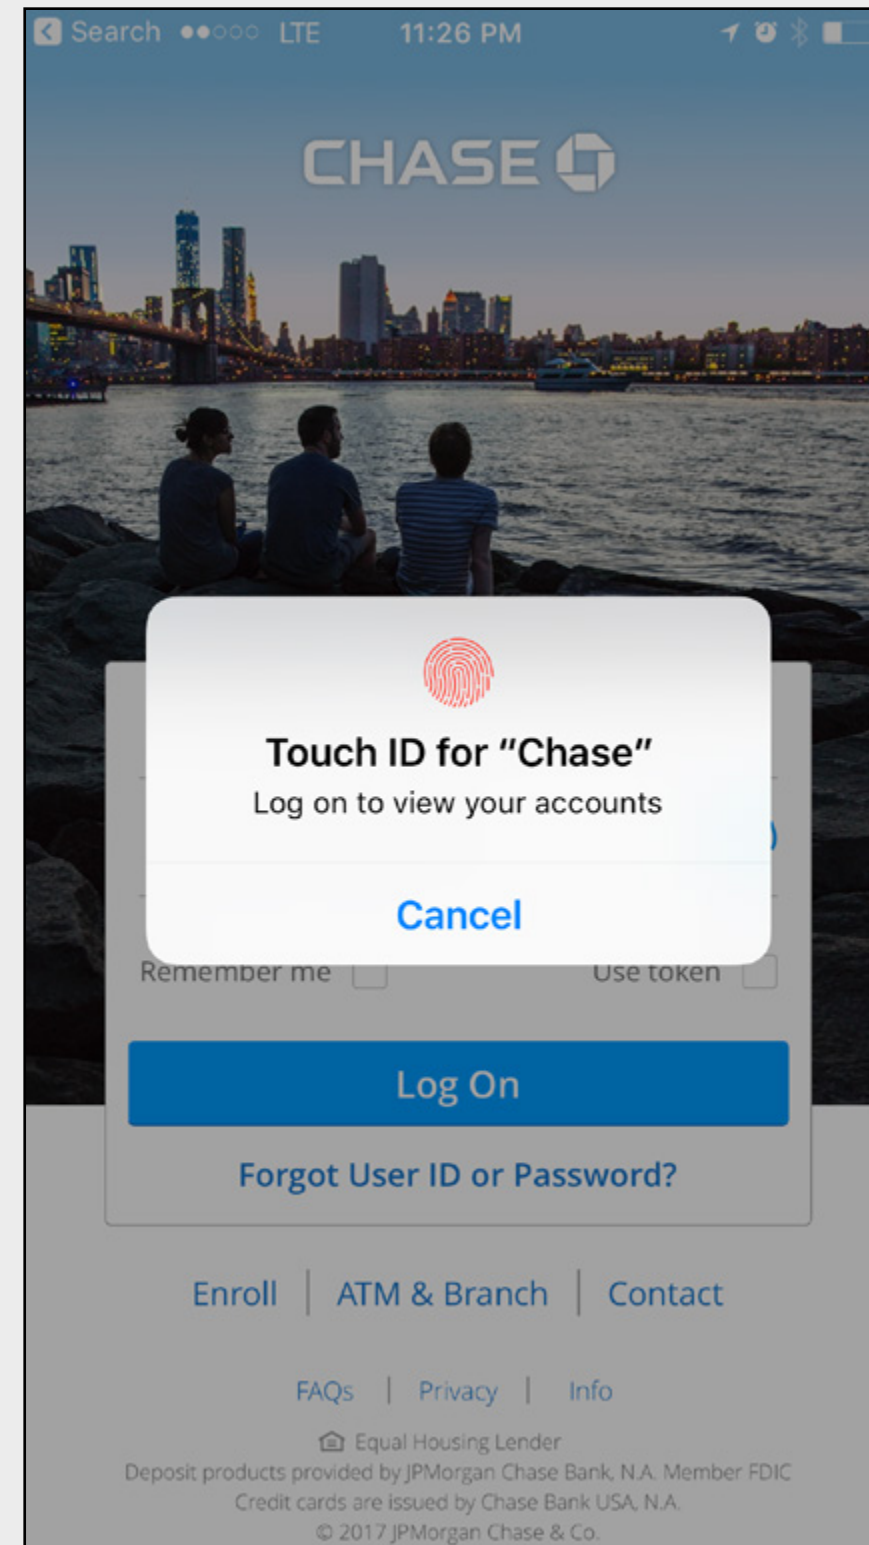 Search LTE 11:26 PM
CHASE
Touch ID for “Chase”
Log on to view your accounts
Cancel
Remember me Use token
Log On
Forgot User ID or Password?
Enroll | ATM & Branch | Contact
FAQs | Privacy | Info
Equal Housing Lender
Deposit products provided by JPMorgan Chase Bank, N.A. Member FDIC
Credit cards are issued by Chase Bank USA, N.A.
© 2017 JPMorgan Chase & Co.